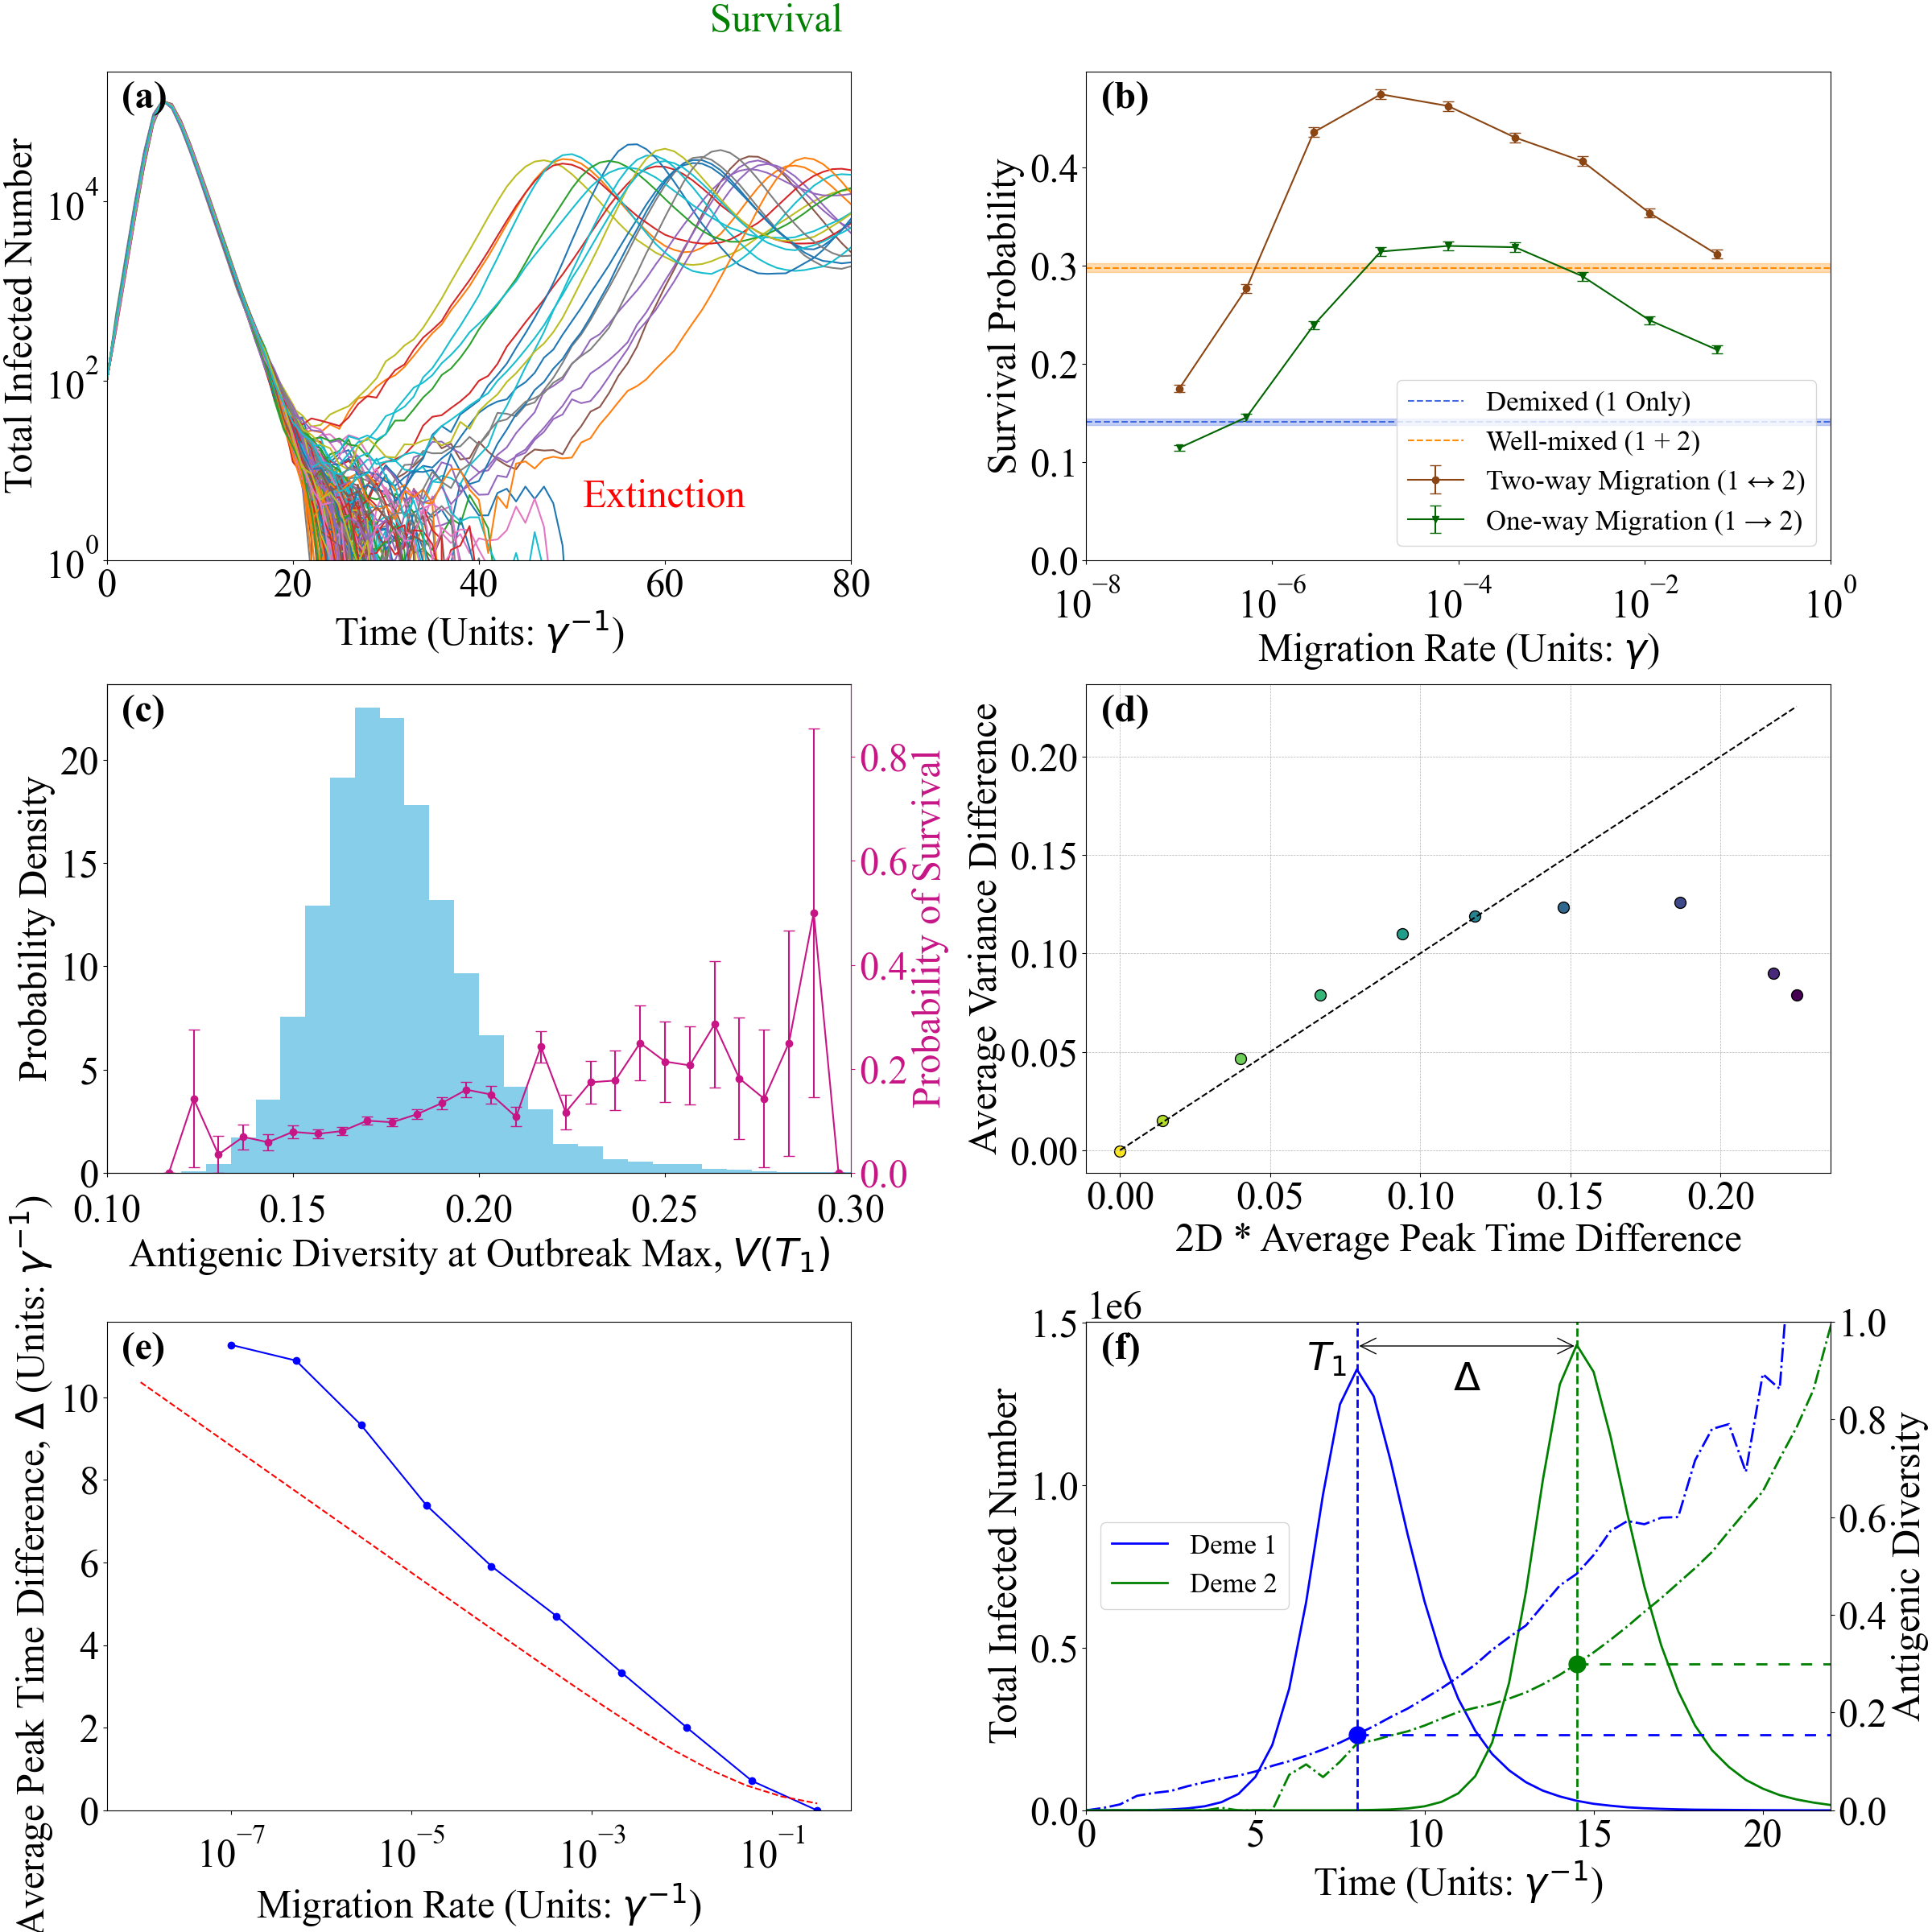 Survival
(a)
Total Infected Number
10^4
10^2
10^0
Extinction
0 20 40 60 80
Time (Units: γ⁻¹)
(b)
Survival Probability
0.4
0.3
0.2
0.1
0.0
Demixed (1 Only)
Well-mixed (1 + 2)
Two-way Migration (1 ↔ 2)
One-way Migration (1 → 2)
10⁻⁸ 10⁻⁶ 10⁻⁴ 10⁻² 10⁰
Migration Rate (Units: γ)
(c)
Probability Density
20
15
10
5
0
0.8
0.6
0.4
0.2
0.0
Probability of Survival
0.10 0.15 0.20 0.25 0.30
Antigenic Diversity at Outbreak Max, V(T₁)
(d)
Average Variance Difference
0.20
0.15
0.10
0.05
0.00
0.00 0.05 0.10 0.15 0.20
2D * Average Peak Time Difference
(e)
Average Peak Time Difference, Δ (Units: γ⁻¹)
10
8
6
4
2
0
10⁻⁷ 10⁻⁵ 10⁻³ 10⁻¹
Migration Rate (Units: γ⁻¹)
1e6
(f)
T₁
Δ
Total Infected Number
1.5
1.0
0.5
0.0
Deme 1
Deme 2
1.0
0.8
0.6
0.4
0.2
0.0
Antigenic Diversity
0 5 10 15 20
Time (Units: γ⁻¹)